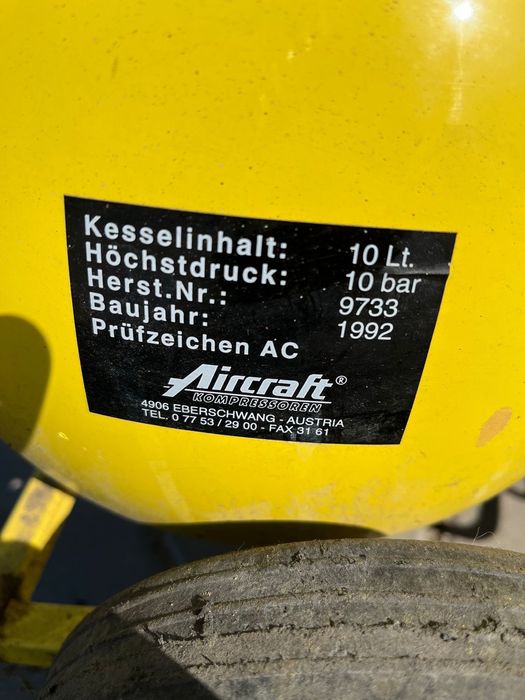 Kesselinhalt: 10 Lt.
Höchstdruck: 10 bar
Herst.Nr.: 9733
Baujahr: 1992
Prüfzeichen AC
Aircraft®
KOMPRESSOREN
4906 EBERSCHWANG - AUSTRIA
TEL. 0 77 53/29 00 - FAX 31 61